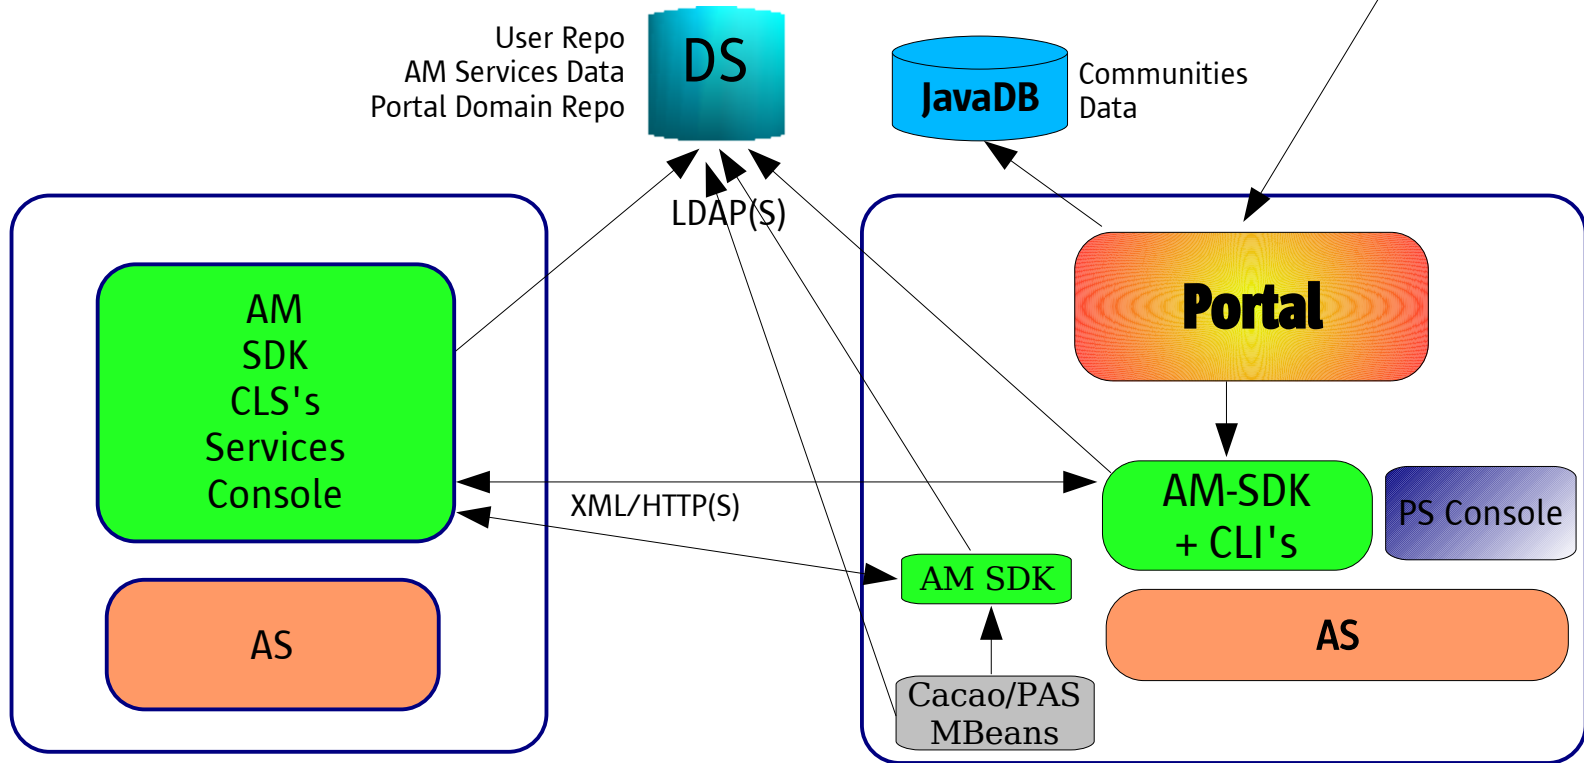 User Repo
AM Services Data
Portal Domain Repo
DS
JavaDB
Communities
Data
LDAP(S)
AM
SDK
CLS's
Services
Console
AS
XML/HTTP(S)
Portal
AM-SDK
+ CLI's
PS Console
AM SDK
AS
Cacao/PAS
MBeans